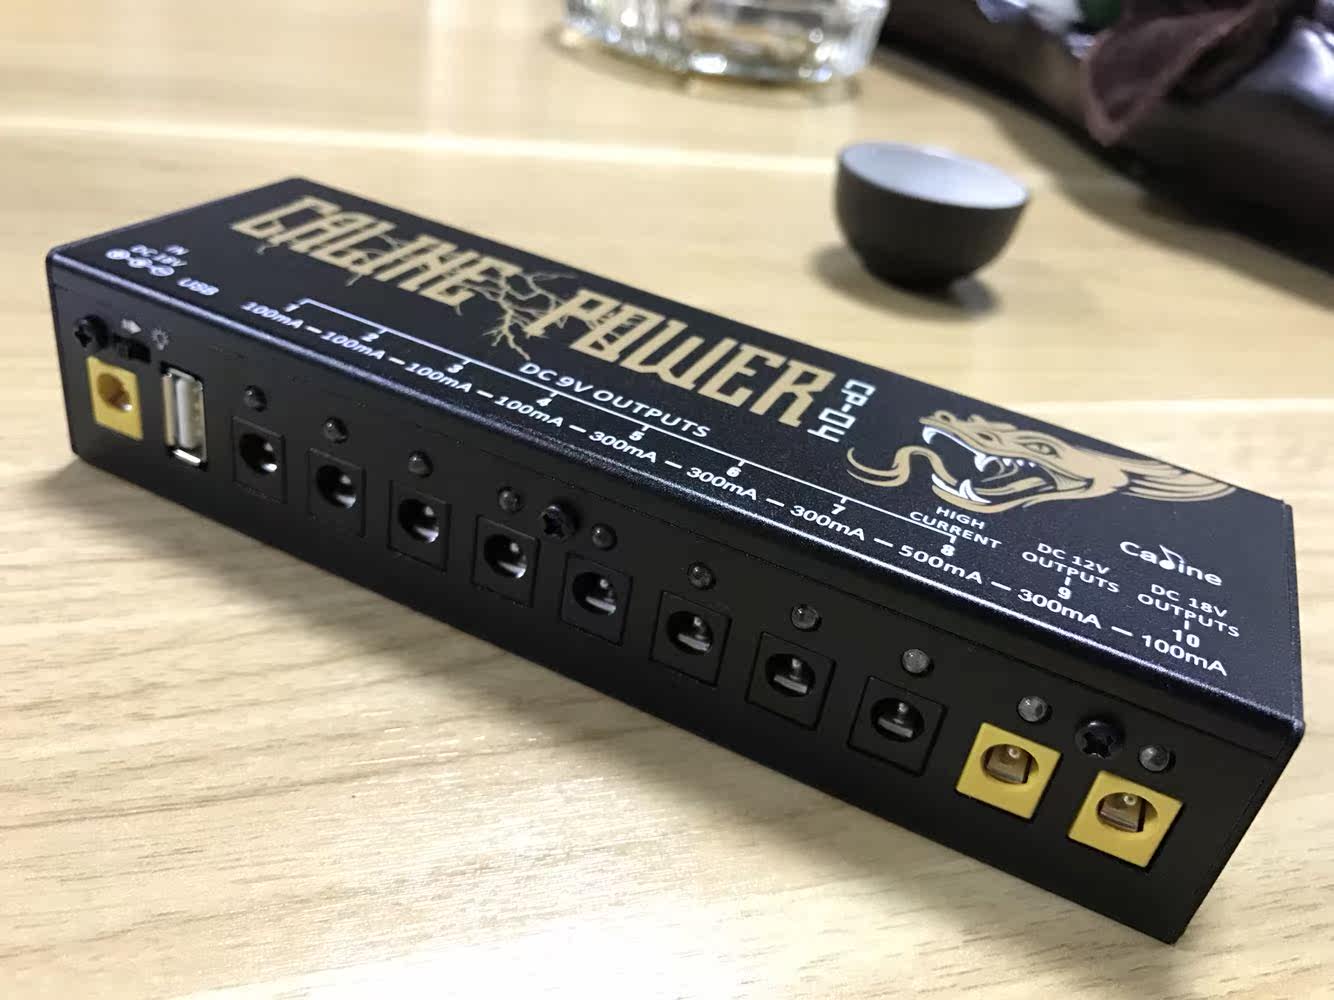 CALINE POWER
CP-04
IN
DC 18V
USB
DC 9V OUTPUTS
1 2 3 4 5 6 7 8
HIGH
CURRENT
100mA — 100mA — 100mA — 100mA — 300mA — 300mA — 300mA — 500mA — 300mA — 100mA
DC 12V
OUTPUTS
9
DC 18V
OUTPUTS
10
Caline